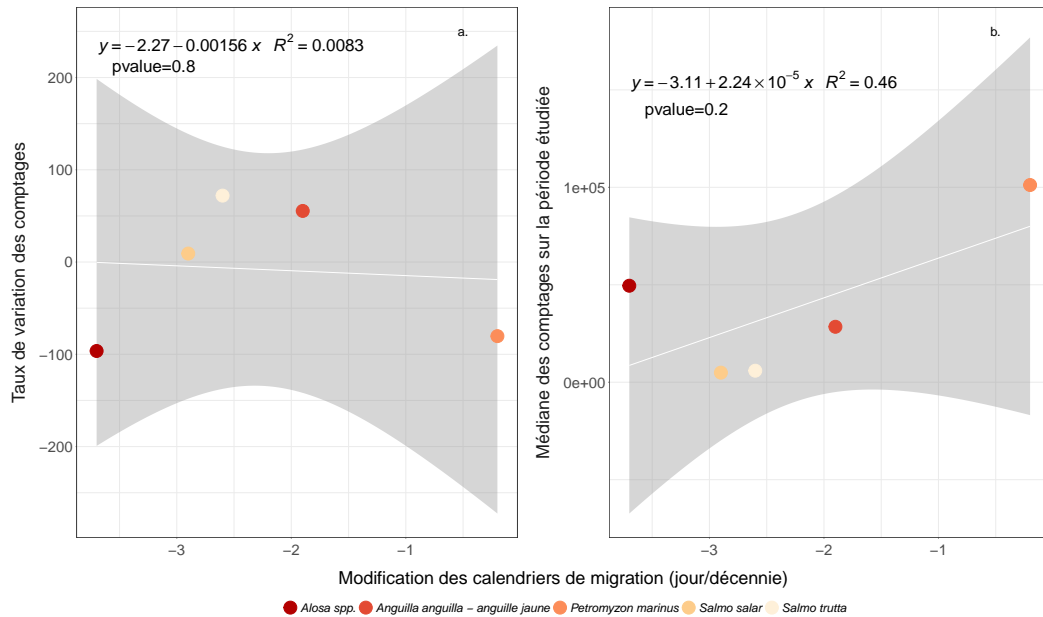 a.
y = −2.27 − 0.00156 x  R² = 0.0083
pvalue=0.8
200
100
0
−100
−200
−3
−2
−1
Taux de variation des comptages
b.
y = −3.11 + 2.24 × 10⁻⁵ x  R² = 0.46
pvalue=0.2
1e+05
0e+00
−3
−2
−1
Médiane des comptages sur la période étudiée
Modification des calendriers de migration (jour/décennie)
Alosa spp.  Anguilla anguilla − anguille jaune  Petromyzon marinus  Salmo salar  Salmo trutta